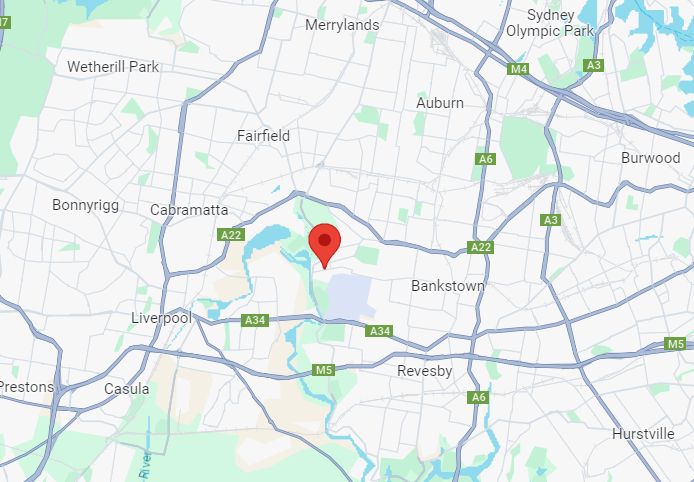 Merrylands
Sydney
Olympic Park
17
Wetherill Park
M4
A3
Auburn
Fairfield
A6
Burwood
Bonnyrigg
Cabramatta
A22
A3
A22
Bankstown
Liverpool
A34
A34
M5
M5
Revesby
Prestons
Casula
A6
Hurstville
River